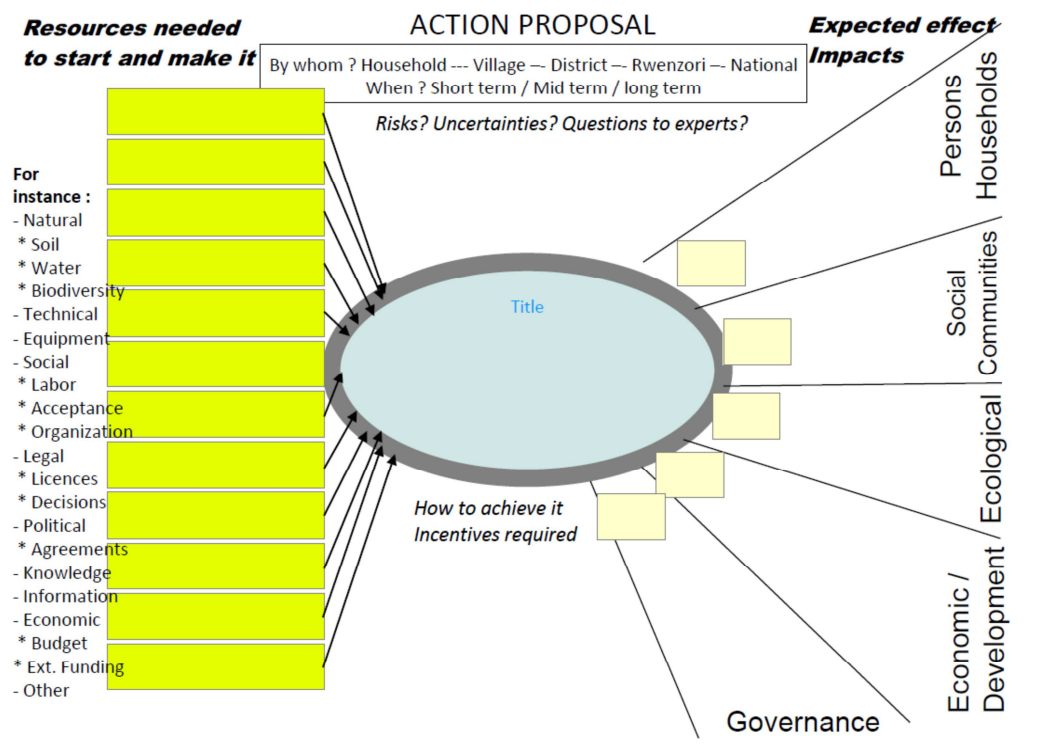 ACTION PROPOSAL
Resources needed
to start and make it
Expected effect
Impacts
By whom ? Household --- Village –- District –- Rwenzori –- National
When ? Short term / Mid term / long term
Risks? Uncertainties? Questions to experts?
For
instance :
- Natural
* Soil
* Water
* Biodiversity
- Technical
- Equipment
- Social
* Labor
* Acceptance
* Organization
- Legal
* Licences
* Decisions
- Political
* Agreements
- Knowledge
- Information
- Economic
* Budget
* Ext. Funding
- Other
Title
How to achieve it
Incentives required
Persons
Households
Social
Communities
Ecological
Economic /
Development
Governance